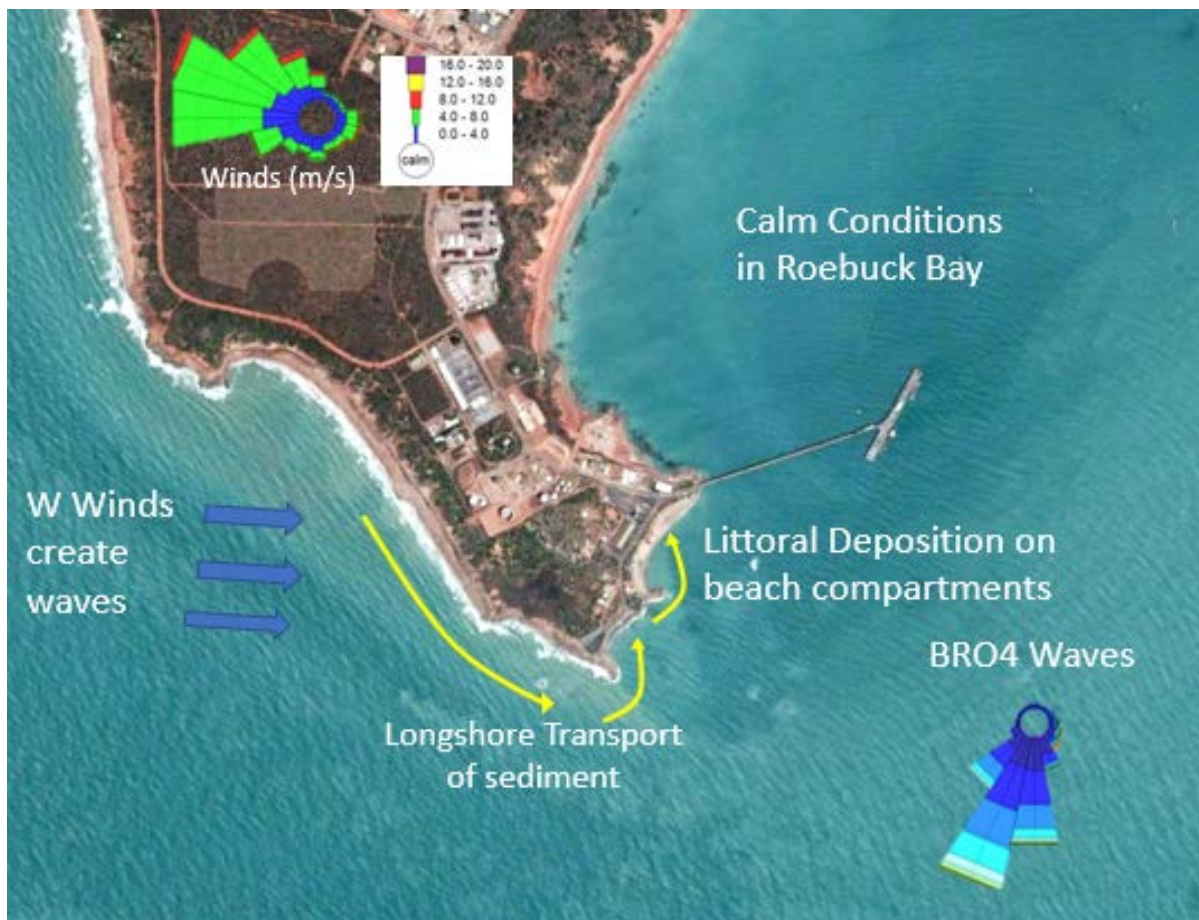 16.0 - 20.0
12.0 - 16.0
8.0 - 12.0
4.0 - 8.0
0.0 - 4.0
calm
Winds (m/s)
Calm Conditions
in Roebuck Bay
W Winds
create
waves
Littoral Deposition on
beach compartments
BRO4 Waves
Longshore Transport
of sediment